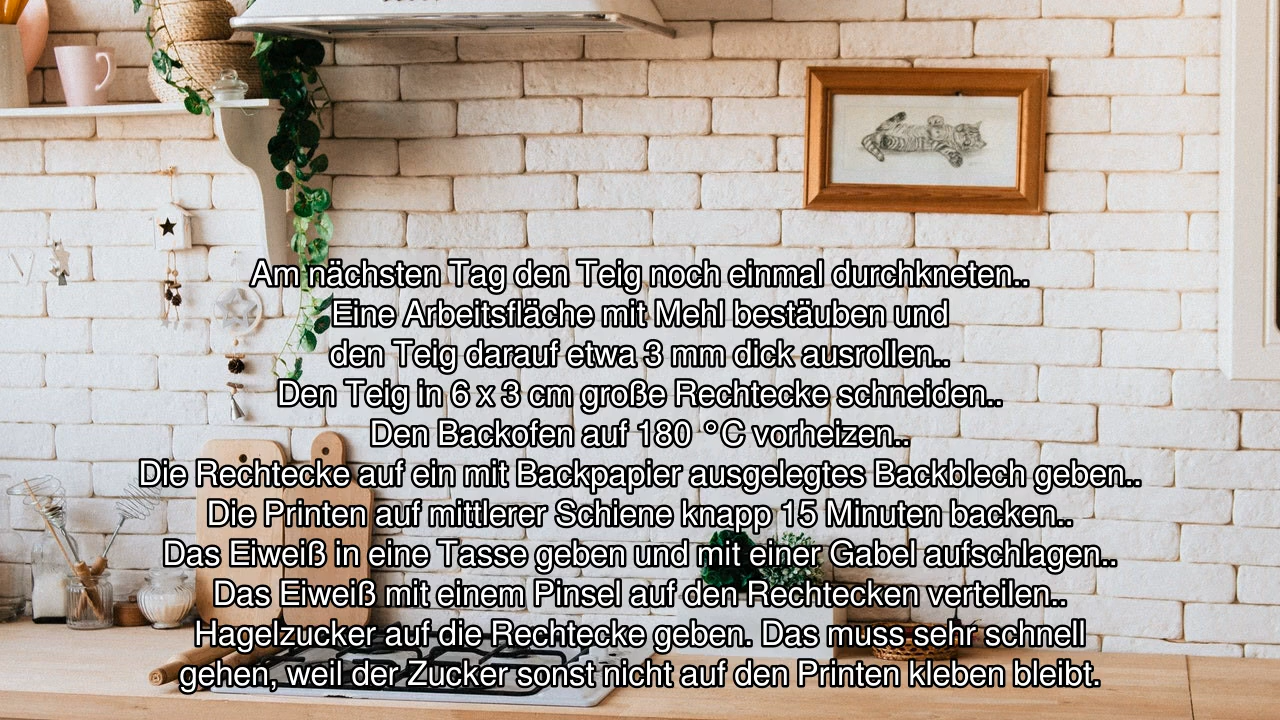 Am nächsten Tag den Teig noch einmal durchkneten..
Eine Arbeitsfläche mit Mehl bestäuben und
den Teig darauf etwa 3 mm dick ausrollen..
Den Teig in 6 x 3 cm große Rechtecke schneiden..
Den Backofen auf 180 °C vorheizen..
Die Rechtecke auf ein mit Backpapier ausgelegtes Backblech geben..
Die Printen auf mittlerer Schiene knapp 15 Minuten backen..
Das Eiweiß in eine Tasse geben und mit einer Gabel aufschlagen..
Das Eiweiß mit einem Pinsel auf den Rechtecken verteilen..
Hagelzucker auf die Rechtecke geben. Das muss sehr schnell
gehen, weil der Zucker sonst nicht auf den Printen kleben bleibt.